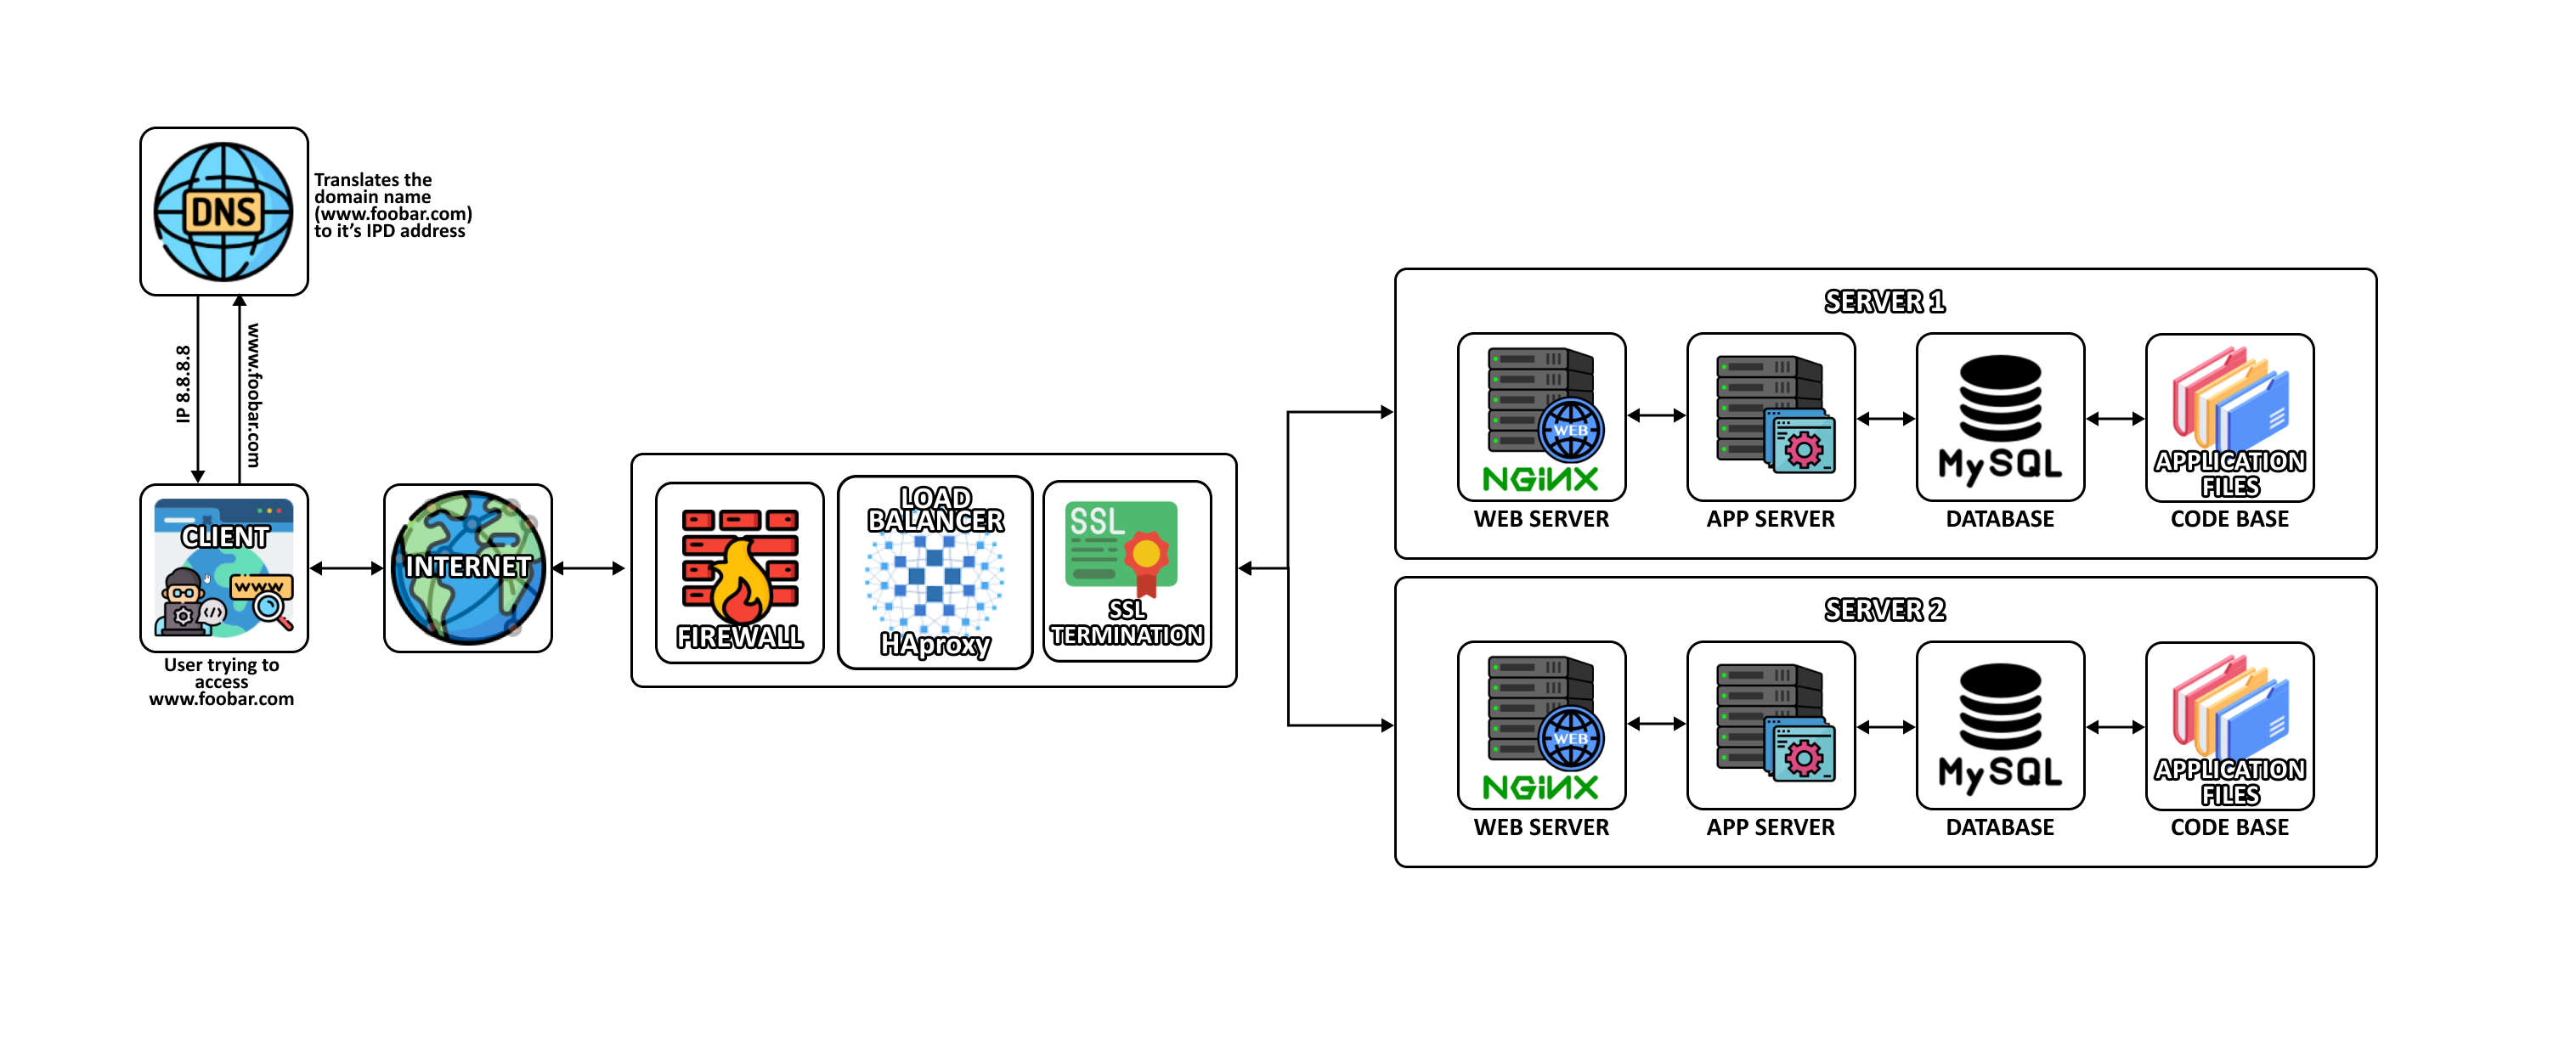 DNS
Translates the
domain name
(www.foobar.com)
to it's IPD address
IP 8.8.8.8
www.foobar.com
CLIENT
www
</>
User trying to
access
www.foobar.com
INTERNET
FIREWALL
LOAD
BALANCER
HAproxy
SSL
SSL
TERMINATION
SERVER 1
WEB
NGINX
WEB SERVER
APP SERVER
MySQL
DATABASE
APPLICATION
FILES
CODE BASE
SERVER 2
WEB
NGINX
WEB SERVER
APP SERVER
MySQL
DATABASE
APPLICATION
FILES
CODE BASE